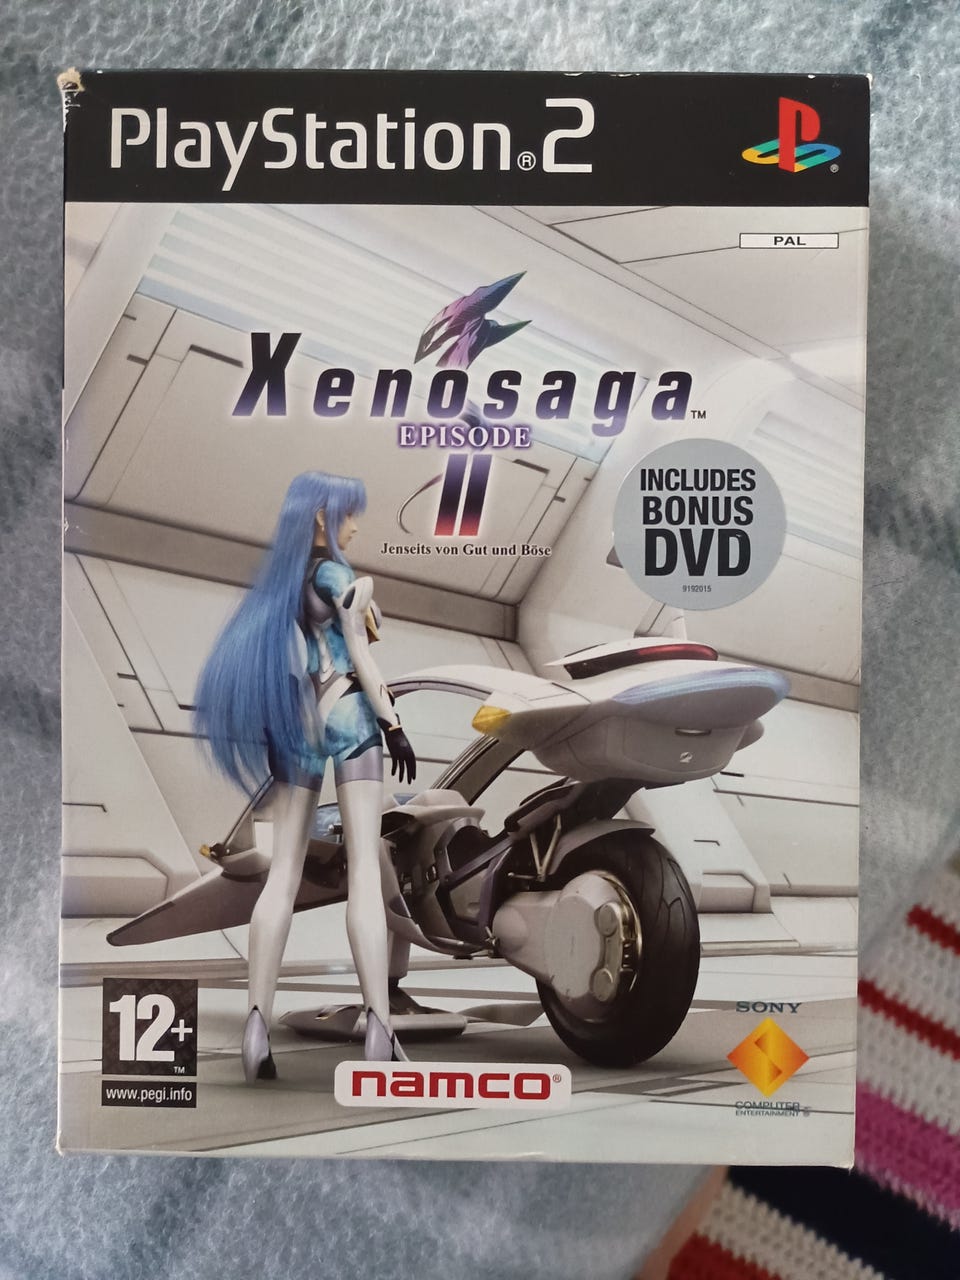 PlayStation®2
®
PAL
Xenosaga™
EPISODE
II
Jenseits von Gut und Böse
INCLUDES
BONUS
DVD
9192015
12+™
www.pegi.info
namco®
SONY
COMPUTER
ENTERTAINMENT®